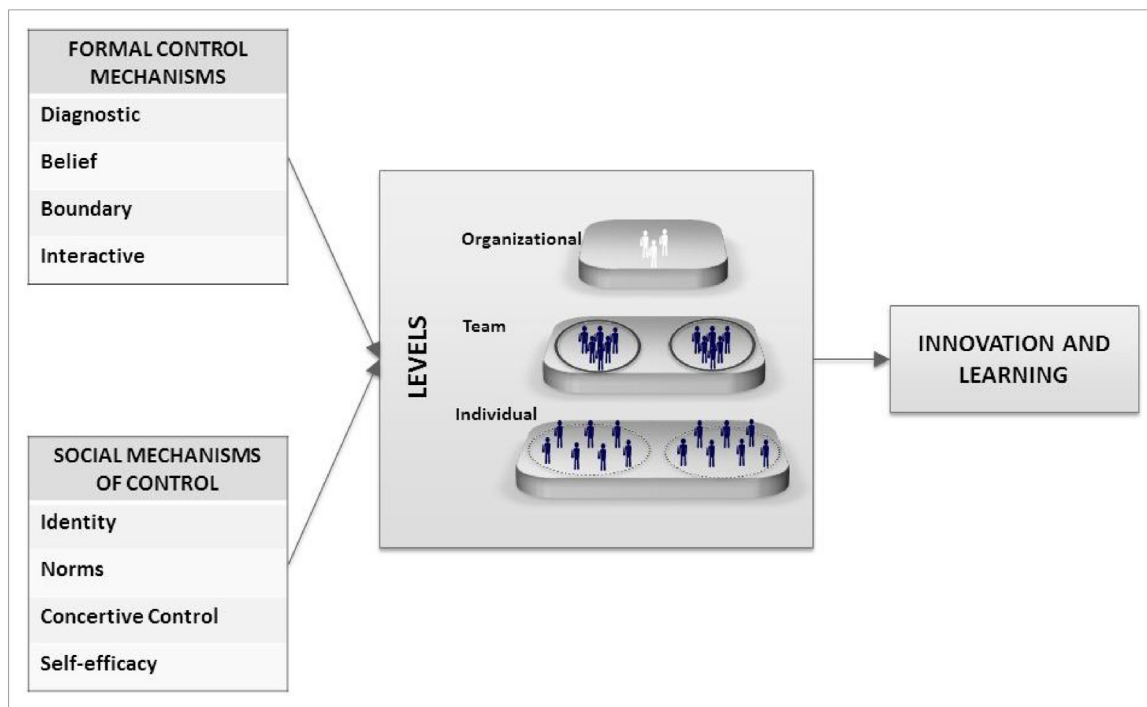 FORMAL CONTROL
MECHANISMS
Diagnostic
Belief
Boundary
Interactive
SOCIAL MECHANISMS
OF CONTROL
Identity
Norms
Concertive Control
Self-efficacy
LEVELS
Organizational
Team
Individual
INNOVATION AND
LEARNING